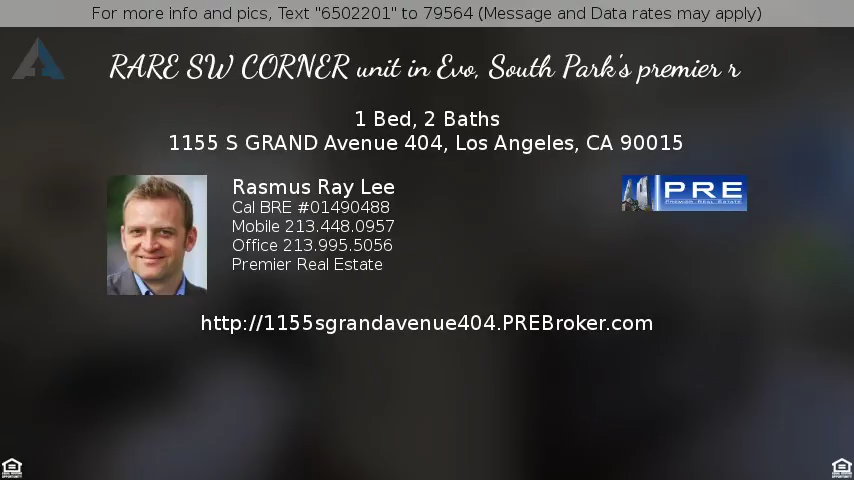 For more info and pics, Text "6502201" to 79564 (Message and Data rates may apply)
RARE SW CORNER unit in Evo, South Park's premier r
1 Bed, 2 Baths
1155 S GRAND Avenue 404, Los Angeles, CA 90015
Rasmus Ray Lee
Cal BRE #01490488
Mobile 213.448.0957
Office 213.995.5056
Premier Real Estate
PRE
PREMIER REAL ESTATE
http://1155sgrandavenue404.PREBroker.com